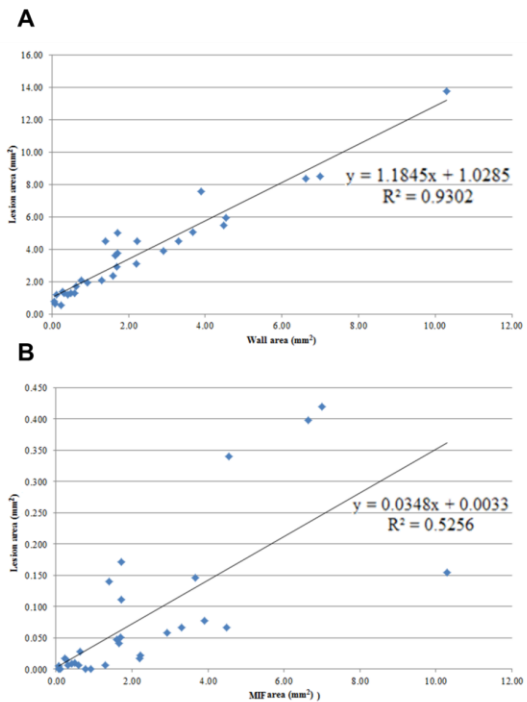 A
16.00
14.00
12.00
10.00
8.00
6.00
4.00
2.00
0.00
Lesion area (mm²)
y = 1.1845x + 1.0285
R² = 0.9302
0.00 2.00 4.00 6.00 8.00 10.00 12.00
Wall area (mm²)
B
0.450
0.400
0.350
0.300
0.250
0.200
0.150
0.100
0.050
0.000
Lesion area (mm²)
y = 0.0348x + 0.0033
R² = 0.5256
0.00 2.00 4.00 6.00 8.00 10.00 12.00
MIF area (mm²) )